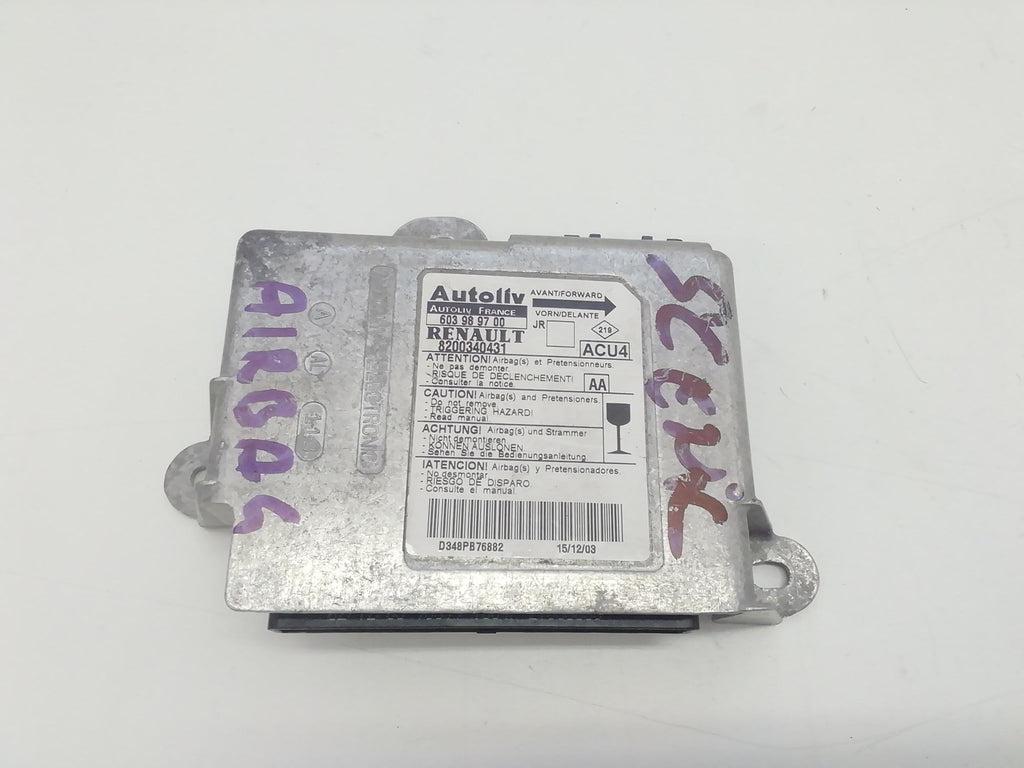 AIRBAG
SCENIC
Autoliv
AUTOLIV FRANCE
603 98 97 00
RENAULT
8200340431
AVANT/FORWARD
VORN/DELANTE
JR
219
ACU4
ATTENTION! Airbag(s) et Pretensionneurs.
- Ne pas demonter.
- RISQUE DE DECLENCHEMENT!
- Consulter la notice.
AA
CAUTION! Airbag(s) and Pretensioners.
- Do not remove.
- TRIGGERING HAZARD!
- Read manual.
ACHTUNG! Airbag(s) und Strammer
- Nicht demontieren.
- KONNEN AUSLONEN.
- Sehen Sie die Bedienungsanleitung
IATENCION! Airbag(s) y Pretensionadores.
- No desmontar.
- RIESGO DE DISPARO.
- Consulte el manual.
D348PB76882 15/12/03